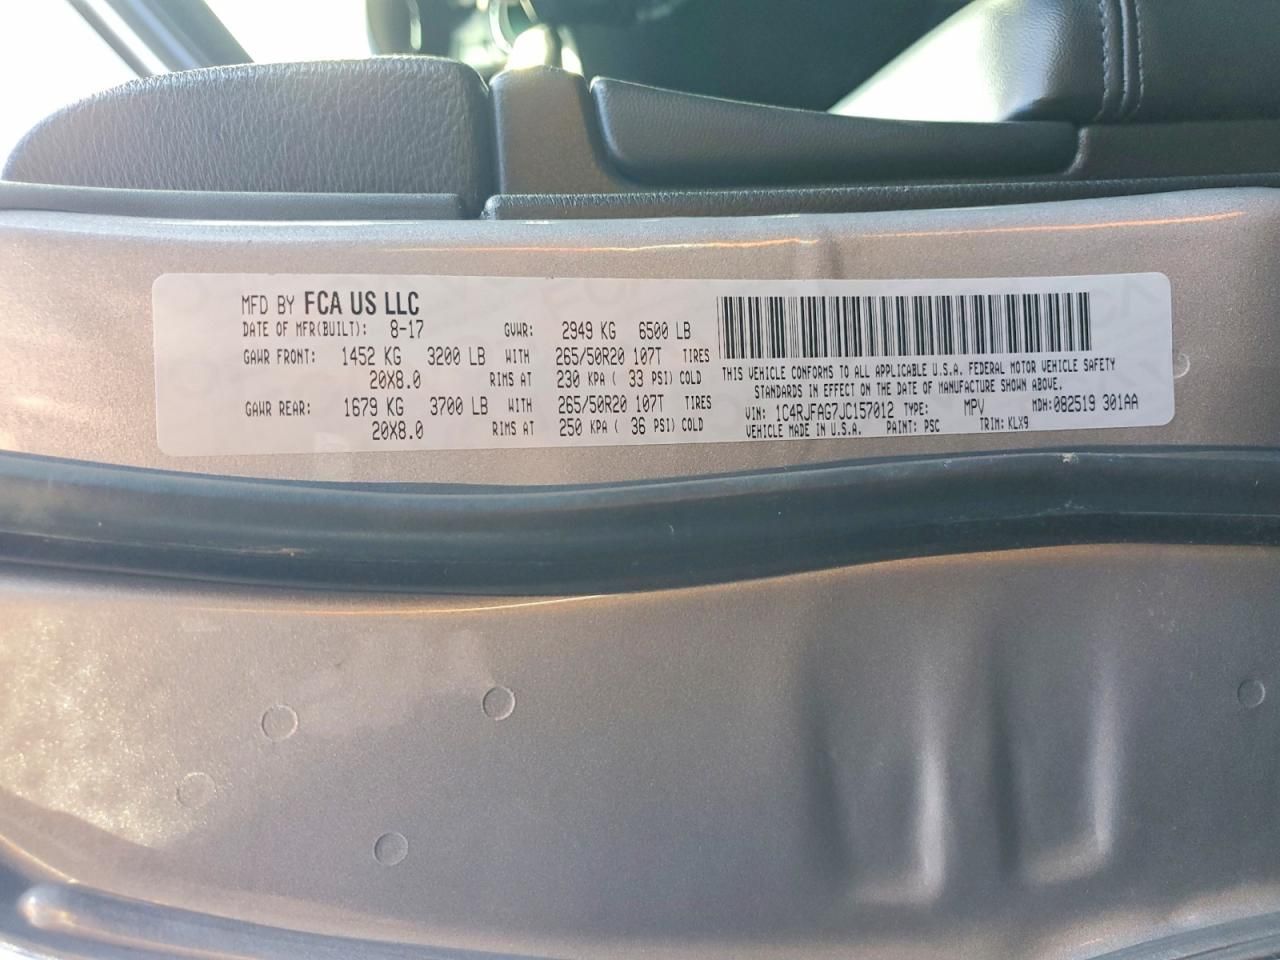 MFD BY FCA US LLC
DATE OF MFR(BUILT): 8-17 GVWR: 2949 KG 6500 LB
GAWR FRONT: 1452 KG 3200 LB WITH 265/50R20 107T TIRES
20X8.0 RIMS AT 230 KPA ( 33 PSI) COLD
GAWR REAR: 1679 KG 3700 LB WITH 265/50R20 107T TIRES
20X8.0 RIMS AT 250 KPA ( 36 PSI) COLD
THIS VEHICLE CONFORMS TO ALL APPLICABLE U.S.A. FEDERAL MOTOR VEHICLE SAFETY
STANDARDS IN EFFECT ON THE DATE OF MANUFACTURE SHOWN ABOVE.
VIN: 1C4RJFAG7JC157012 TYPE: MPV MDH: 082519 301AA
VEHICLE MADE IN U.S.A. PAINT: PSC TRIM: KLX9